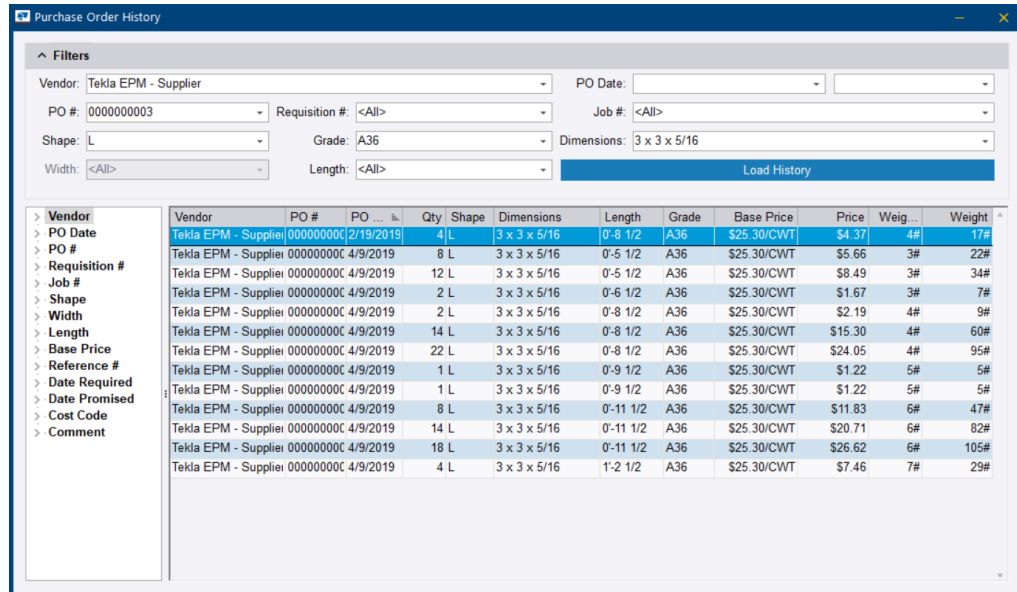 Purchase Order History
Filters
Vendor: Tekla EPM - Supplier PO Date:
PO #: 0000000003 Requisition #: <All> Job #: <All>
Shape: L Grade: A36 Dimensions: 3 x 3 x 5/16
Width: <All> Length: <All> Load History
Vendor
PO Date
PO #
Requisition #
Job #
Shape
Width
Length
Base Price
Reference #
Date Required
Date Promised
Cost Code
Comment
Vendor PO # PO ... Qty Shape Dimensions Length Grade Base Price Price Weig... Weight
Tekla EPM - Supplier 000000000 2/19/2019 4 L 3 x 3 x 5/16 0'-8 1/2 A36 $25.30/CWT $4.37 4# 17#
Tekla EPM - Supplier 000000000 4/9/2019 8 L 3 x 3 x 5/16 0'-5 1/2 A36 $25.30/CWT $5.66 3# 22#
Tekla EPM - Supplier 000000000 4/9/2019 12 L 3 x 3 x 5/16 0'-5 1/2 A36 $25.30/CWT $8.49 3# 34#
Tekla EPM - Supplier 000000000 4/9/2019 2 L 3 x 3 x 5/16 0'-6 1/2 A36 $25.30/CWT $1.67 3# 7#
Tekla EPM - Supplier 000000000 4/9/2019 2 L 3 x 3 x 5/16 0'-8 1/2 A36 $25.30/CWT $2.19 4# 9#
Tekla EPM - Supplier 000000000 4/9/2019 14 L 3 x 3 x 5/16 0'-8 1/2 A36 $25.30/CWT $15.30 4# 60#
Tekla EPM - Supplier 000000000 4/9/2019 22 L 3 x 3 x 5/16 0'-8 1/2 A36 $25.30/CWT $24.05 4# 95#
Tekla EPM - Supplier 000000000 4/9/2019 1 L 3 x 3 x 5/16 0'-9 1/2 A36 $25.30/CWT $1.22 5# 5#
Tekla EPM - Supplier 000000000 4/9/2019 1 L 3 x 3 x 5/16 0'-9 1/2 A36 $25.30/CWT $1.22 5# 5#
Tekla EPM - Supplier 000000000 4/9/2019 8 L 3 x 3 x 5/16 0'-11 1/2 A36 $25.30/CWT $11.83 6# 47#
Tekla EPM - Supplier 000000000 4/9/2019 14 L 3 x 3 x 5/16 0'-11 1/2 A36 $25.30/CWT $20.71 6# 82#
Tekla EPM - Supplier 000000000 4/9/2019 18 L 3 x 3 x 5/16 0'-11 1/2 A36 $25.30/CWT $26.62 6# 105#
Tekla EPM - Supplier 000000000 4/9/2019 4 L 3 x 3 x 5/16 1'-2 1/2 A36 $25.30/CWT $7.46 7# 29#